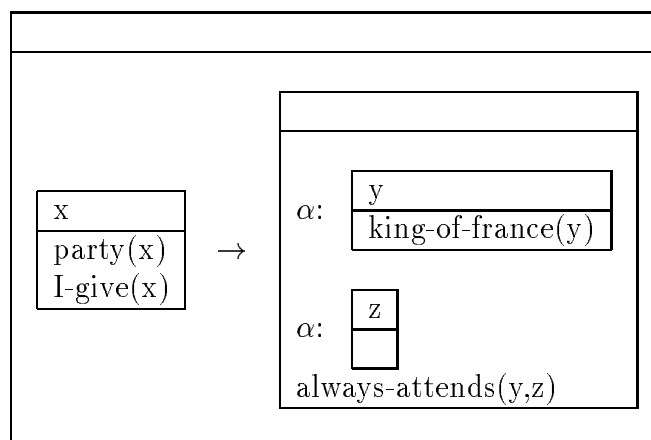 x
party(x)
I-give(x)
→
α:
y
king-of-france(y)
α:
z
always-attends(y,z)